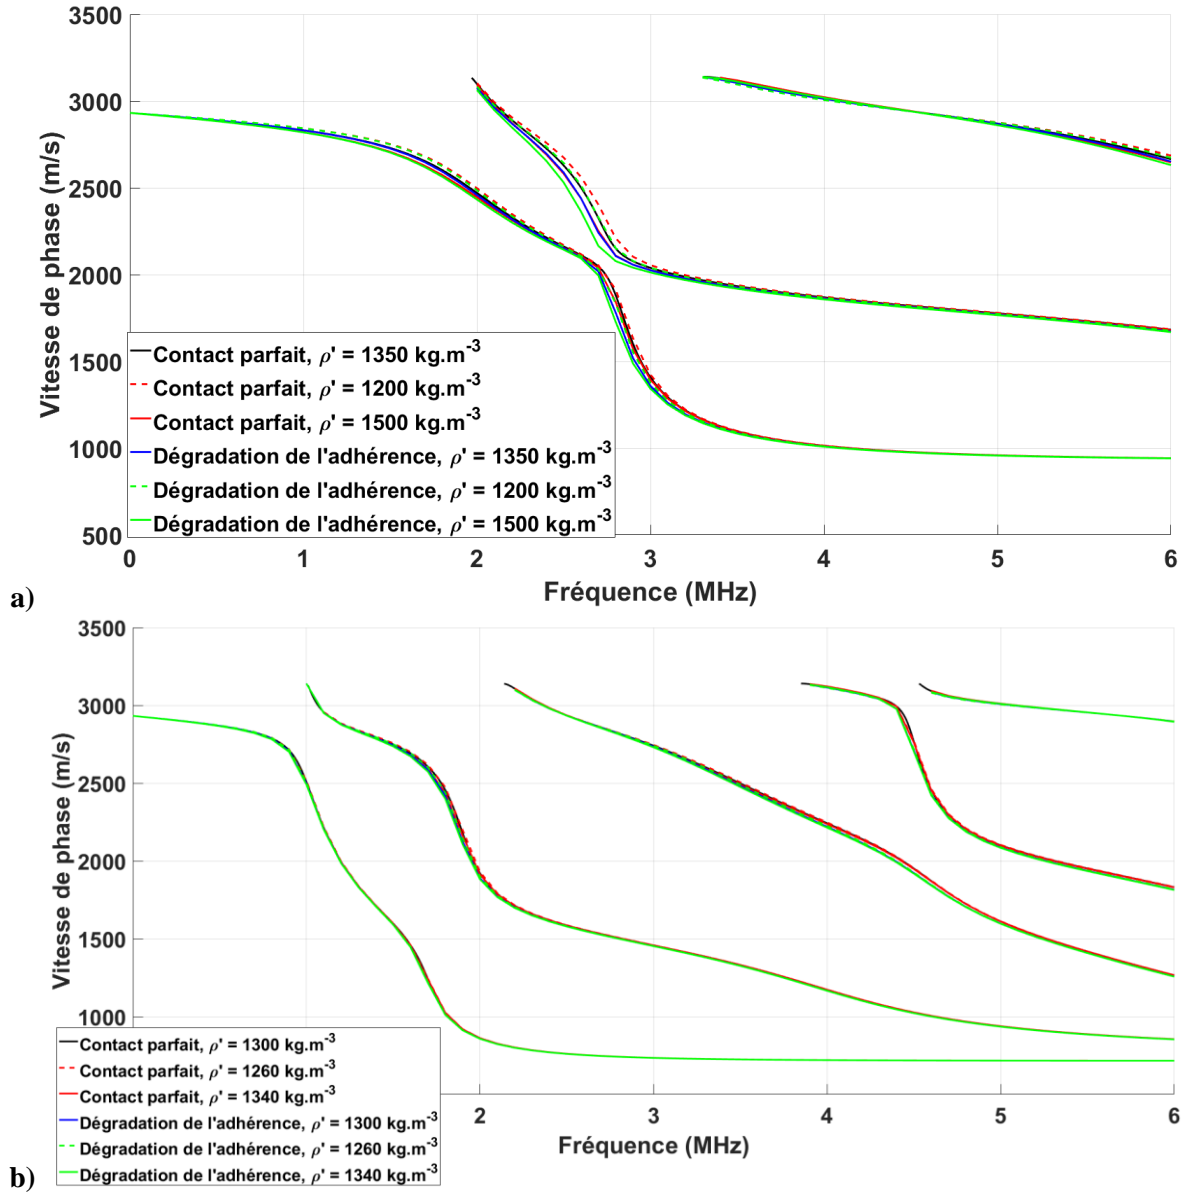 3500
3000
2500
2000
1500
1000
500
Vitesse de phase (m/s)
Contact parfait, ρ' = 1350 kg.m-3
Contact parfait, ρ' = 1200 kg.m-3
Contact parfait, ρ' = 1500 kg.m-3
Dégradation de l'adhérence, ρ' = 1350 kg.m-3
Dégradation de l'adhérence, ρ' = 1200 kg.m-3
Dégradation de l'adhérence, ρ' = 1500 kg.m-3
0 1 2 3 4 5 6
Fréquence (MHz)
a)
3500
3000
2500
2000
1500
1000
Vitesse de phase (m/s)
Contact parfait, ρ' = 1300 kg.m-3
Contact parfait, ρ' = 1260 kg.m-3
Contact parfait, ρ' = 1340 kg.m-3
Dégradation de l'adhérence, ρ' = 1300 kg.m-3
Dégradation de l'adhérence, ρ' = 1260 kg.m-3
Dégradation de l'adhérence, ρ' = 1340 kg.m-3
2 3 4 5 6
Fréquence (MHz)
b)